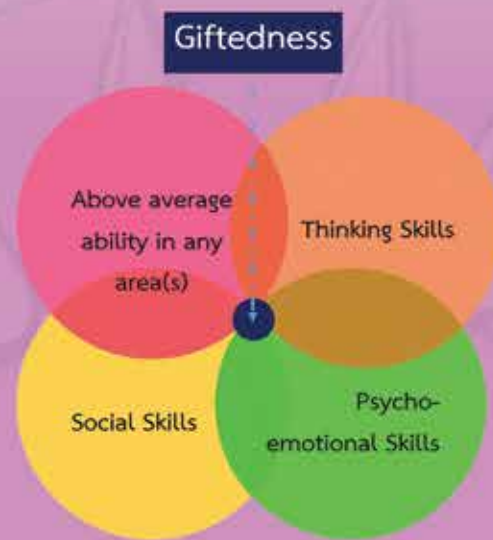 Giftedness
Above average
ability in any
area(s)
Thinking Skills
Social Skills
Psycho-
emotional Skills